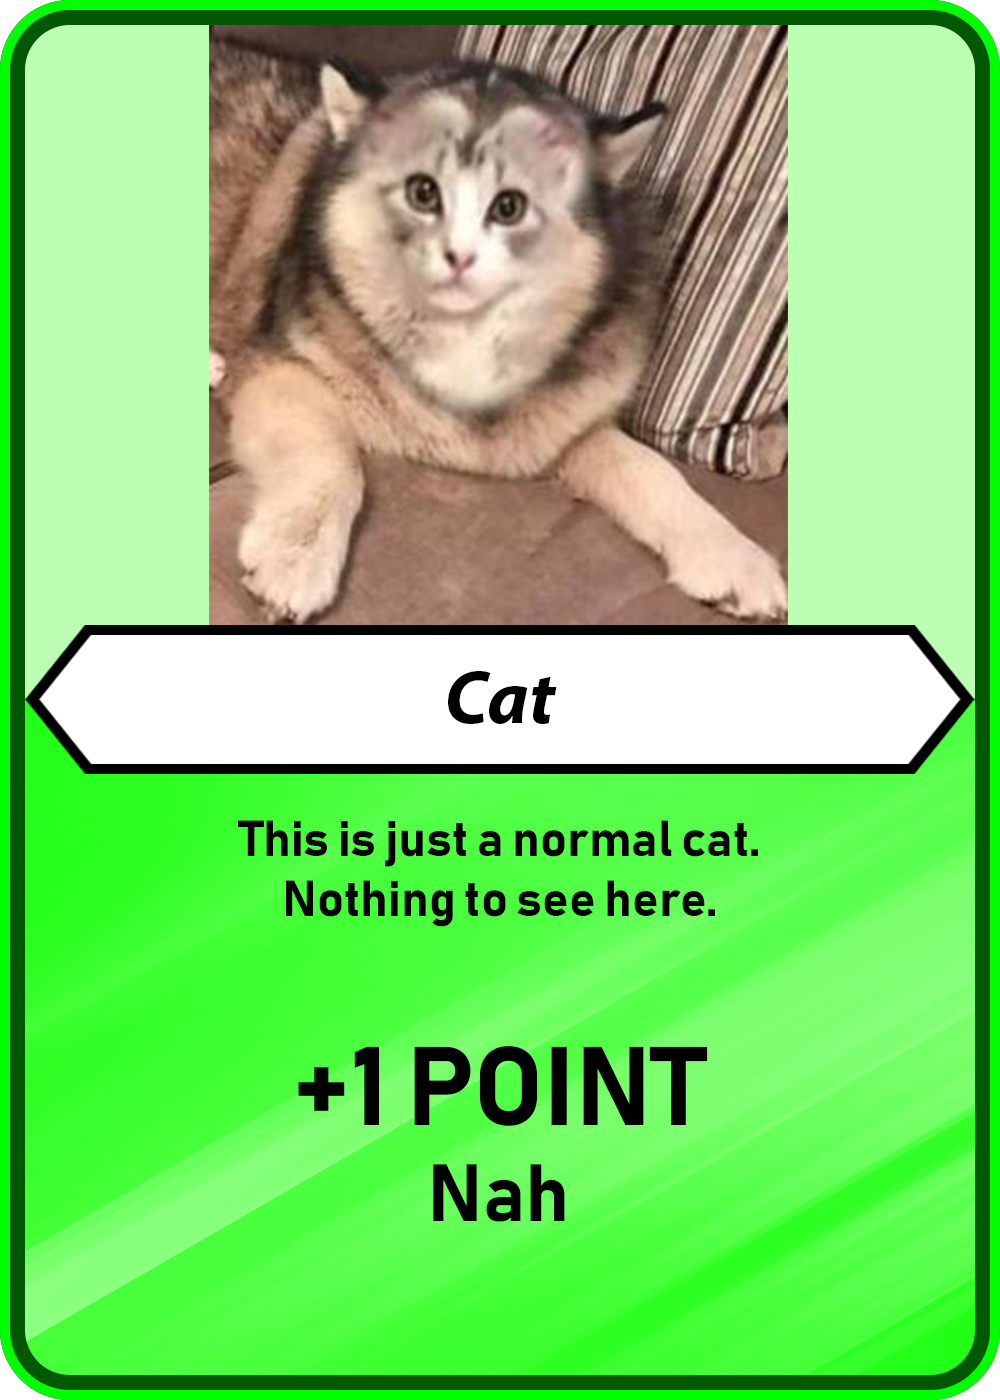 Cat
This is just a normal cat.
Nothing to see here.
+1 POINT
Nah